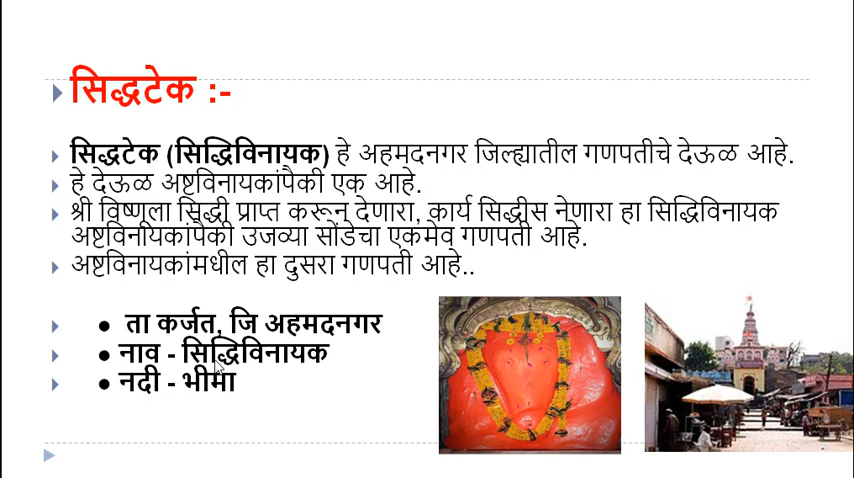 सिद्धटेक :-
सिद्धटेक (सिद्धिविनायक) हे अहमदनगर जिल्ह्यातील गणपतीचे देऊळ आहे.
हे देऊळ अष्टविनायकांपैकी एक आहे.
श्री विष्णूला सिद्धी प्राप्त करून देणारा, कार्य सिद्धीस नेणारा हा सिद्धिविनायक
अष्टविनायकांपैकी उजव्या सोंडेचा एकमेव गणपती आहे.
अष्टविनायकांमधील हा दुसरा गणपती आहे..
● ता कर्जत, जि अहमदनगर
● नाव - सिद्धिविनायक
● नदी - भीमा